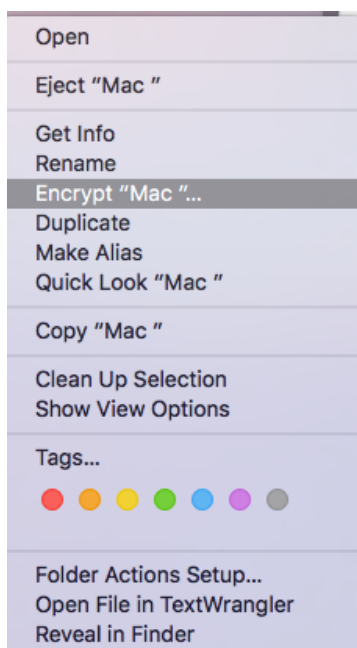 Open
Eject “Mac ”
Get Info
Rename
Encrypt “Mac ”...
Duplicate
Make Alias
Quick Look “Mac ”
Copy “Mac ”
Clean Up Selection
Show View Options
Tags...
Folder Actions Setup...
Open File in TextWrangler
Reveal in Finder